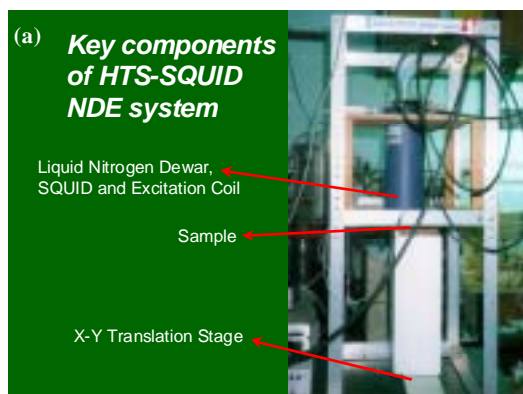 (a)
Key components
of HTS-SQUID
NDE system
Liquid Nitrogen Dewar,
SQUID and Excitation Coil
Sample
X-Y Translation Stage